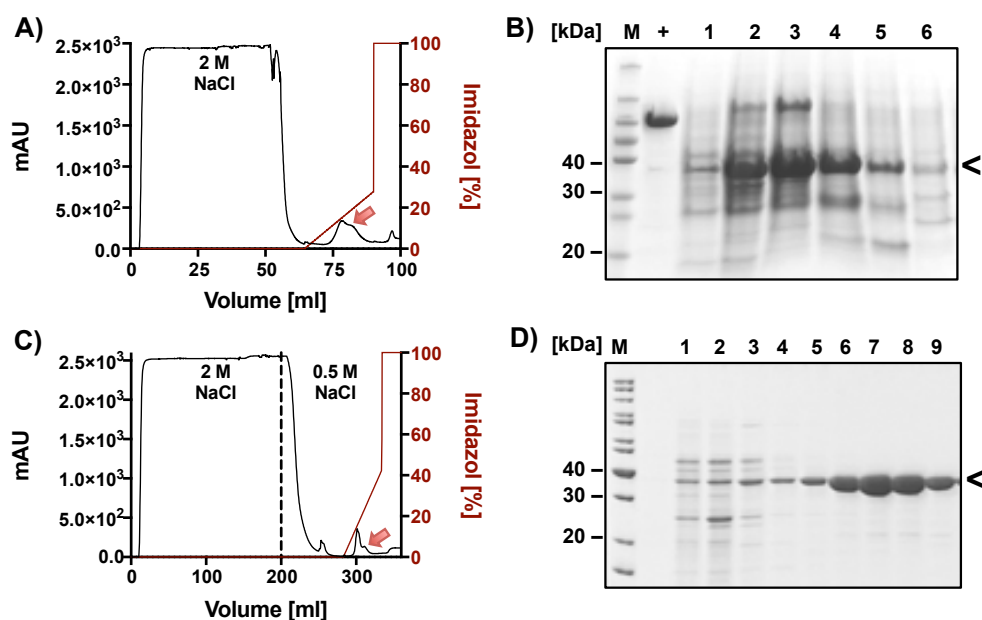 A)
mAU
2.5×10³
2.0×10³
1.5×10³
1.0×10³
5.0×10²
0.0
2 M
NaCl
100
80
60
40
20
0
Imidazol [%]
0 25 50 75 100
Volume [ml]
B) [kDa] M + 1 2 3 4 5 6
40 –
30 –
20 –
<
C)
mAU
2.5×10³
2.0×10³
1.5×10³
1.0×10³
5.0×10²
0.0
2 M
NaCl
0.5 M
NaCl
100
80
60
40
20
0
Imidazol [%]
0 200 300
Volume [ml]
D) [kDa] M 1 2 3 4 5 6 7 8 9
40 –
30 –
20 –
<